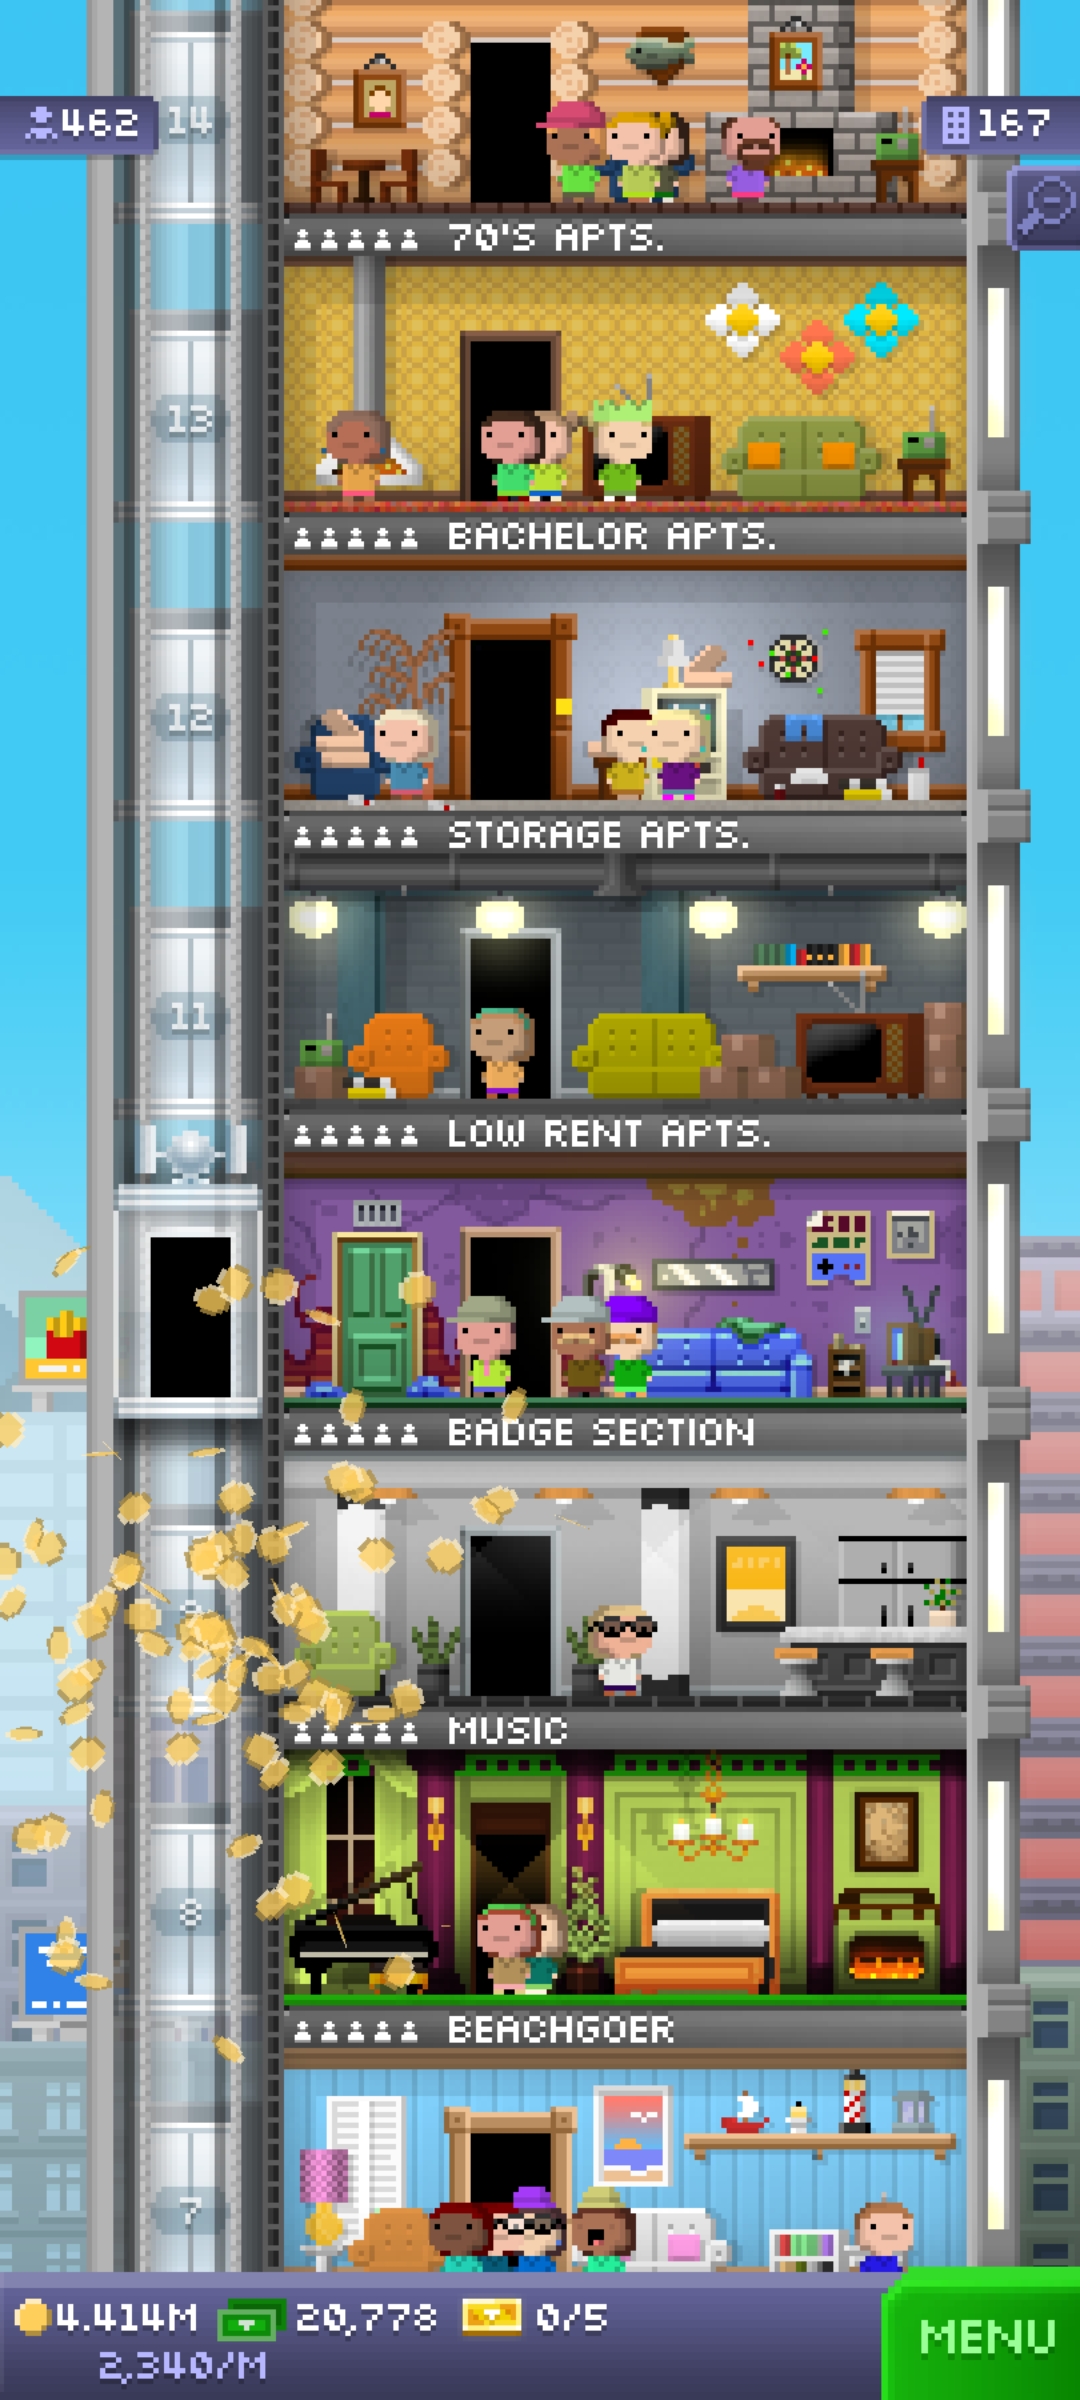 462
14
167
70'S APTS.
13
BACHELOR APTS.
12
STORAGE APTS.
11
LOW RENT APTS.
BADGE SECTION
MUSIC
8
BEACHGOER
7
4.414M
20,778
0/5
2,340/M
MENU